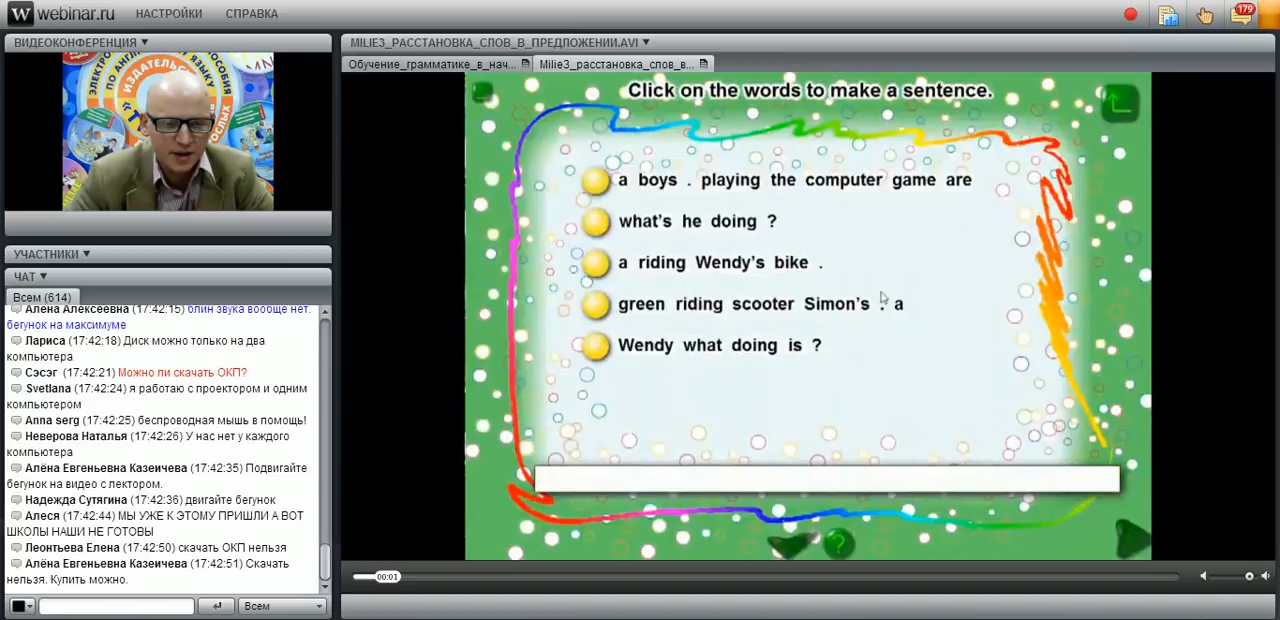 W webinar.ru НАСТРОЙКИ СПРАВКА
179
ВИДЕОКОНФЕРЕНЦИЯ
ИЗДАТЕЛЬСК
УЧАСТНИКИ
ЧАТ
Всем (614)
Алёна Алексеевна (17:42:15) блин звука вообще нет.
бегунок на максимуме
Лариса (17:42:18) Диск можно только на два
компьютера
Сэсэг (17:42:21) Можно ли скачать ОКП?
Svetlana (17:42:24) я работаю с проектором и одним
компьютером
Anna serg (17:42:25) беспроводная мышь в помощь!
Неверова Наталья (17:42:26) У нас нет у каждого
компьютера
Алёна Евгеньевна Казеичева (17:42:35) Подвигайте
бегунок на видео с лектором.
Надежда Сутягина (17:42:36) двигайте бегунок
Алеся (17:42:44) МЫ УЖЕ К ЭТОМУ ПРИШЛИ А ВОТ
ШКОЛЫ НАШИ НЕ ГОТОВЫ
Леонтьева Елена (17:42:50) скачать ОКП нельзя
Алёна Евгеньевна Казеичева (17:42:51) Скачать
нельзя. Купить можно.
Всем
MILIE3_РАССТАНОВКА_СЛОВ_В_ПРЕДЛОЖЕНИИ.AVI
Обучение_грамматике_в_нач... Milie3_расстановка_слов_в...
Click on the words to make a sentence.
a boys . playing the computer game are
what's he doing ?
a riding Wendy's bike .
green riding scooter Simon's . a
Wendy what doing is ?
?
00:01